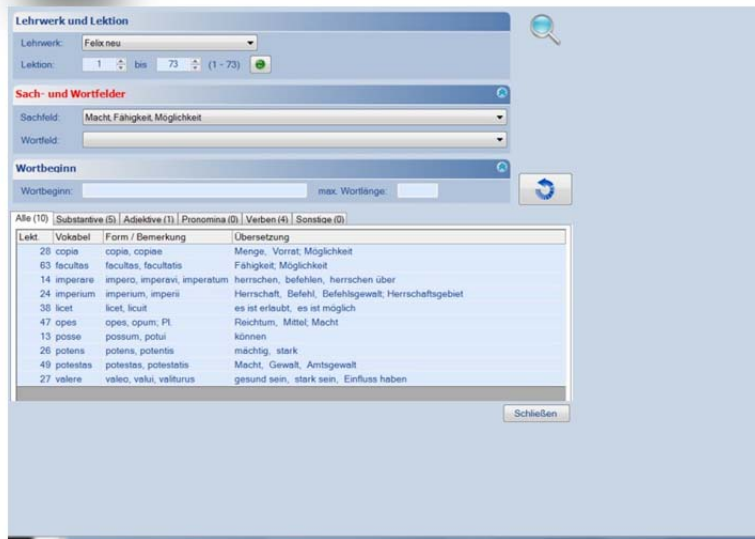 Lehrwerk und Lektion
Lehrwerk: Felix neu
Lektion: 1 bis 73 (1 - 73)
Sach- und Wortfelder
Sachfeld: Macht, Fähigkeit, Möglichkeit
Wortfeld:
Wortbeginn
Wortbeginn: max. Wortlänge:
Alle (10) Substantive (5) Adjektive (1) Pronomina (0) Verben (4) Sonstige (0)
Lekt. Vokabel Form / Bemerkung Übersetzung
28 copia copia, copiae Menge, Vorrat; Möglichkeit
63 facultas facultas, facultatis Fähigkeit; Möglichkeit
14 imperare impero, imperavi, imperatum herrschen, befehlen, herrschen über
24 imperium imperium, imperii Herrschaft, Befehl, Befehlsgewalt; Herrschaftsgebiet
38 licet licet, licuit es ist erlaubt, es ist möglich
47 opes opes, opum; Pl. Reichtum, Mittel; Macht
13 posse possum, potui können
26 potens potens, potentis mächtig, stark
49 potestas potestas, potestatis Macht, Gewalt, Amtsgewalt
27 valere valeo, valui, valiturus gesund sein, stark sein, Einfluss haben
Schließen